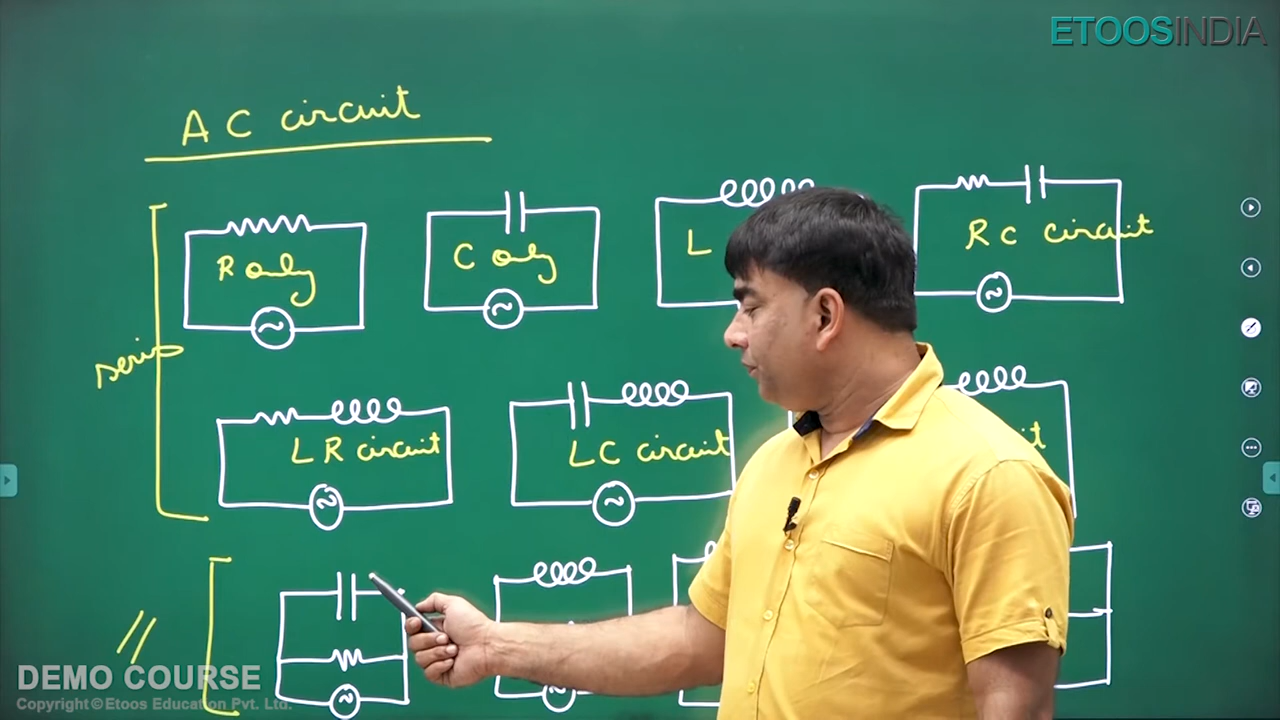 ETOOSINDIA
A C circuit
R only
C only
L
R C circuit
series
L R circuit
LC circuit
DEMO COURSE
Copyright © Etoos Education Pvt. Ltd.